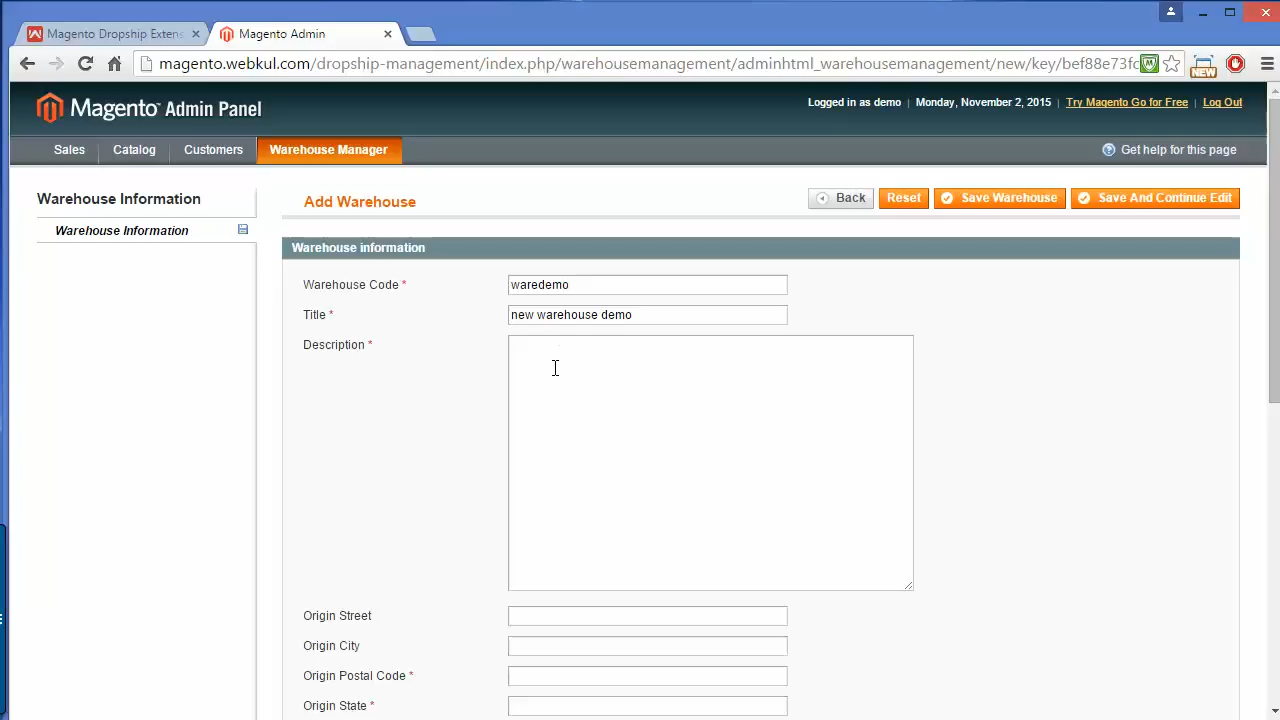 Magento Dropship Extens
Magento Admin
magento.webkul.com/dropship-management/index.php/warehousemanagement/adminhtml_warehousemanagement/new/key/bef88e73fc
NEW
Magento Admin Panel
Logged in as demo | Monday, November 2, 2015 | Try Magento Go for Free | Log Out
Sales Catalog Customers Warehouse Manager Get help for this page
Warehouse Information
Warehouse Information
Add Warehouse
Back Reset Save Warehouse Save And Continue Edit
Warehouse information
Warehouse Code * waredemo
Title * new warehouse demo
Description *
Origin Street
Origin City
Origin Postal Code *
Origin State *